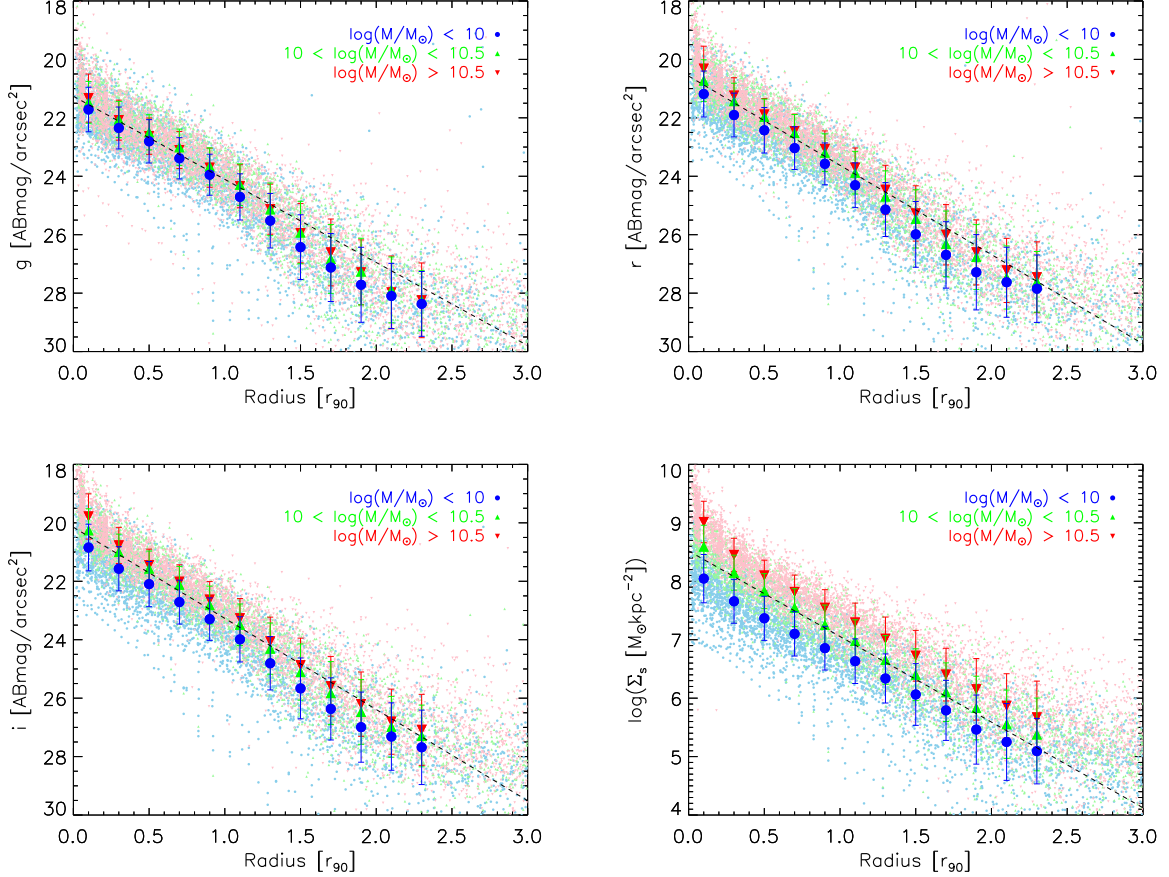 18
20
22
24
26
28
30
g [ABmag/arcsec²]
log(M/M⊙) < 10
10 < log(M/M⊙) < 10.5
log(M/M⊙) > 10.5
0.0 0.5 1.0 1.5 2.0 2.5 3.0
Radius [r₉₀]
18
20
22
24
26
28
30
r [ABmag/arcsec²]
log(M/M⊙) < 10
10 < log(M/M⊙) < 10.5
log(M/M⊙) > 10.5
0.0 0.5 1.0 1.5 2.0 2.5 3.0
Radius [r₉₀]
18
20
22
24
26
28
30
i [ABmag/arcsec²]
log(M/M⊙) < 10
10 < log(M/M⊙) < 10.5
log(M/M⊙) > 10.5
0.0 0.5 1.0 1.5 2.0 2.5 3.0
Radius [r₉₀]
10
9
8
7
6
5
4
log(Σₛ [M⊙kpc⁻²])
log(M/M⊙) < 10
10 < log(M/M⊙) < 10.5
log(M/M⊙) > 10.5
0.0 0.5 1.0 1.5 2.0 2.5 3.0
Radius [r₉₀]